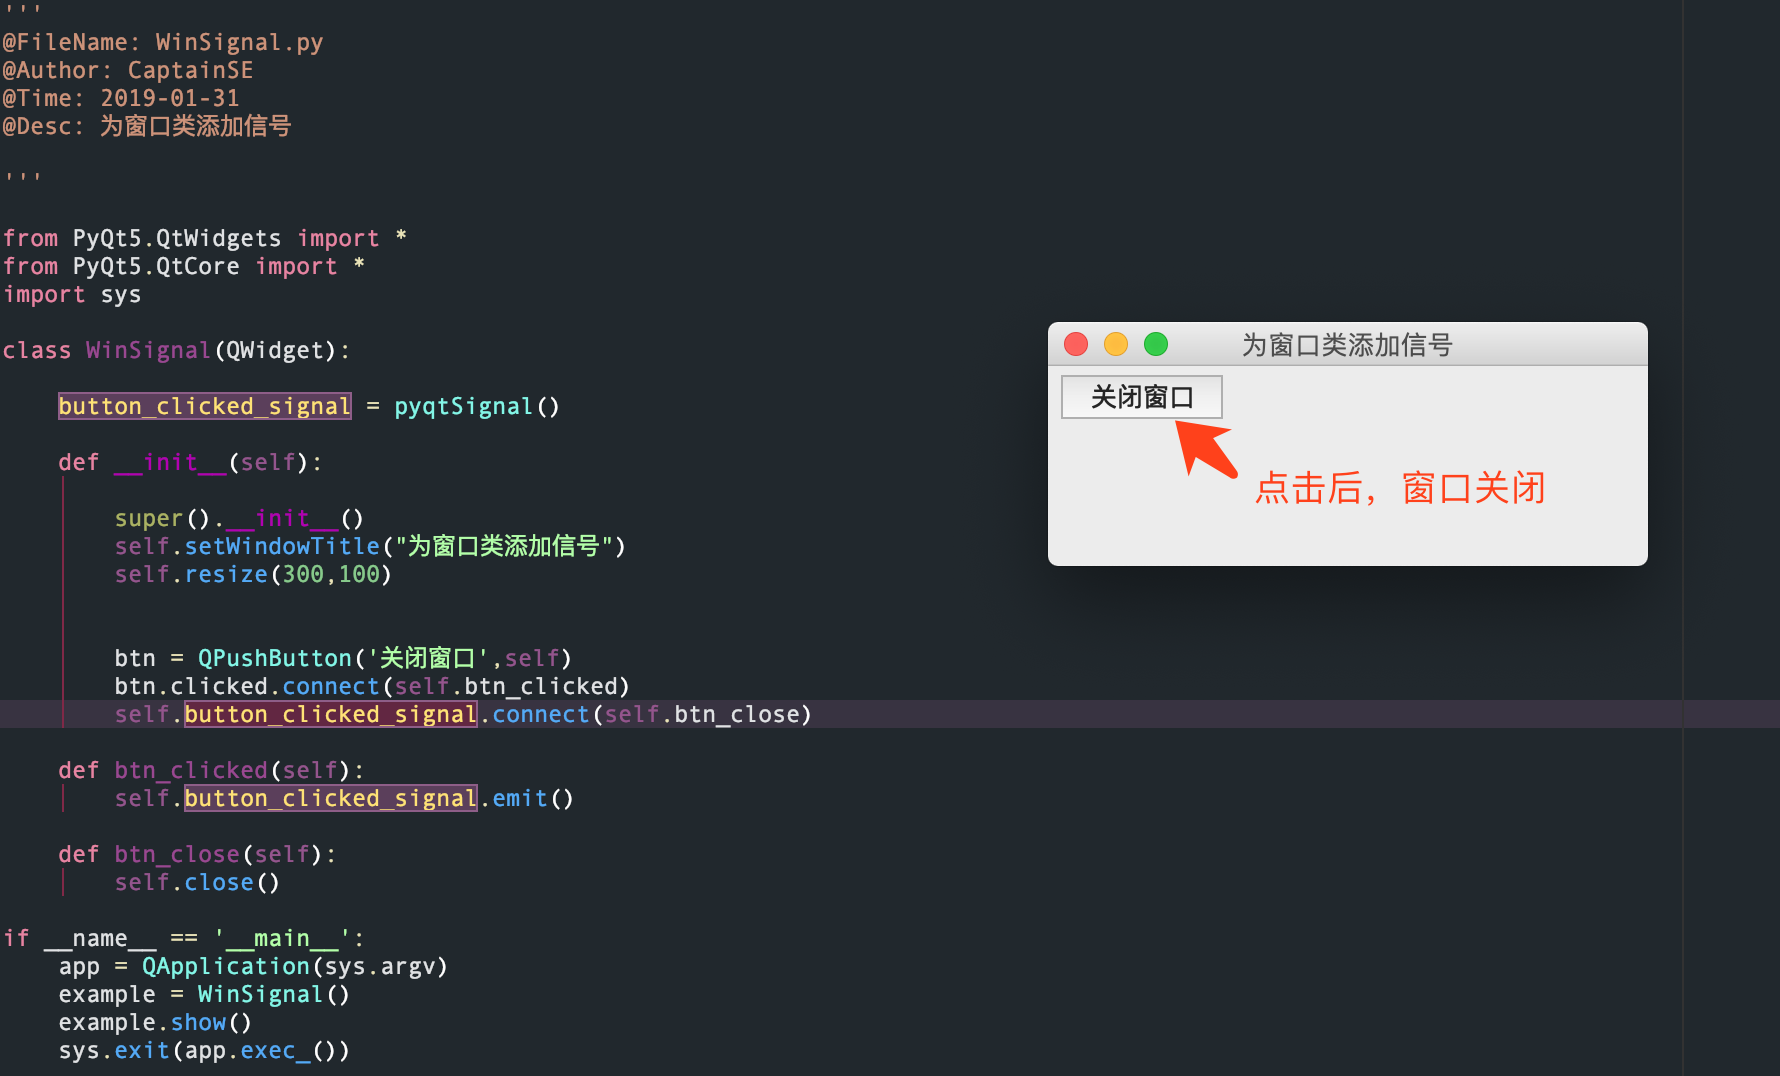 '''
@FileName: WinSignal.py
@Author: CaptainSE
@Time: 2019-01-31
@Desc: 为窗口类添加信号
'''
from PyQt5.QtWidgets import *
from PyQt5.QtCore import *
import sys
class WinSignal(QWidget):
button_clicked_signal = pyqtSignal()
def __init__(self):
super().__init__()
self.setWindowTitle("为窗口类添加信号")
self.resize(300,100)
btn = QPushButton('关闭窗口',self)
btn.clicked.connect(self.btn_clicked)
self.button_clicked_signal.connect(self.btn_close)
def btn_clicked(self):
self.button_clicked_signal.emit()
def btn_close(self):
self.close()
if __name__ == '__main__':
app = QApplication(sys.argv)
example = WinSignal()
example.show()
sys.exit(app.exec_())
为窗口类添加信号
关闭窗口
点击后，窗口关闭